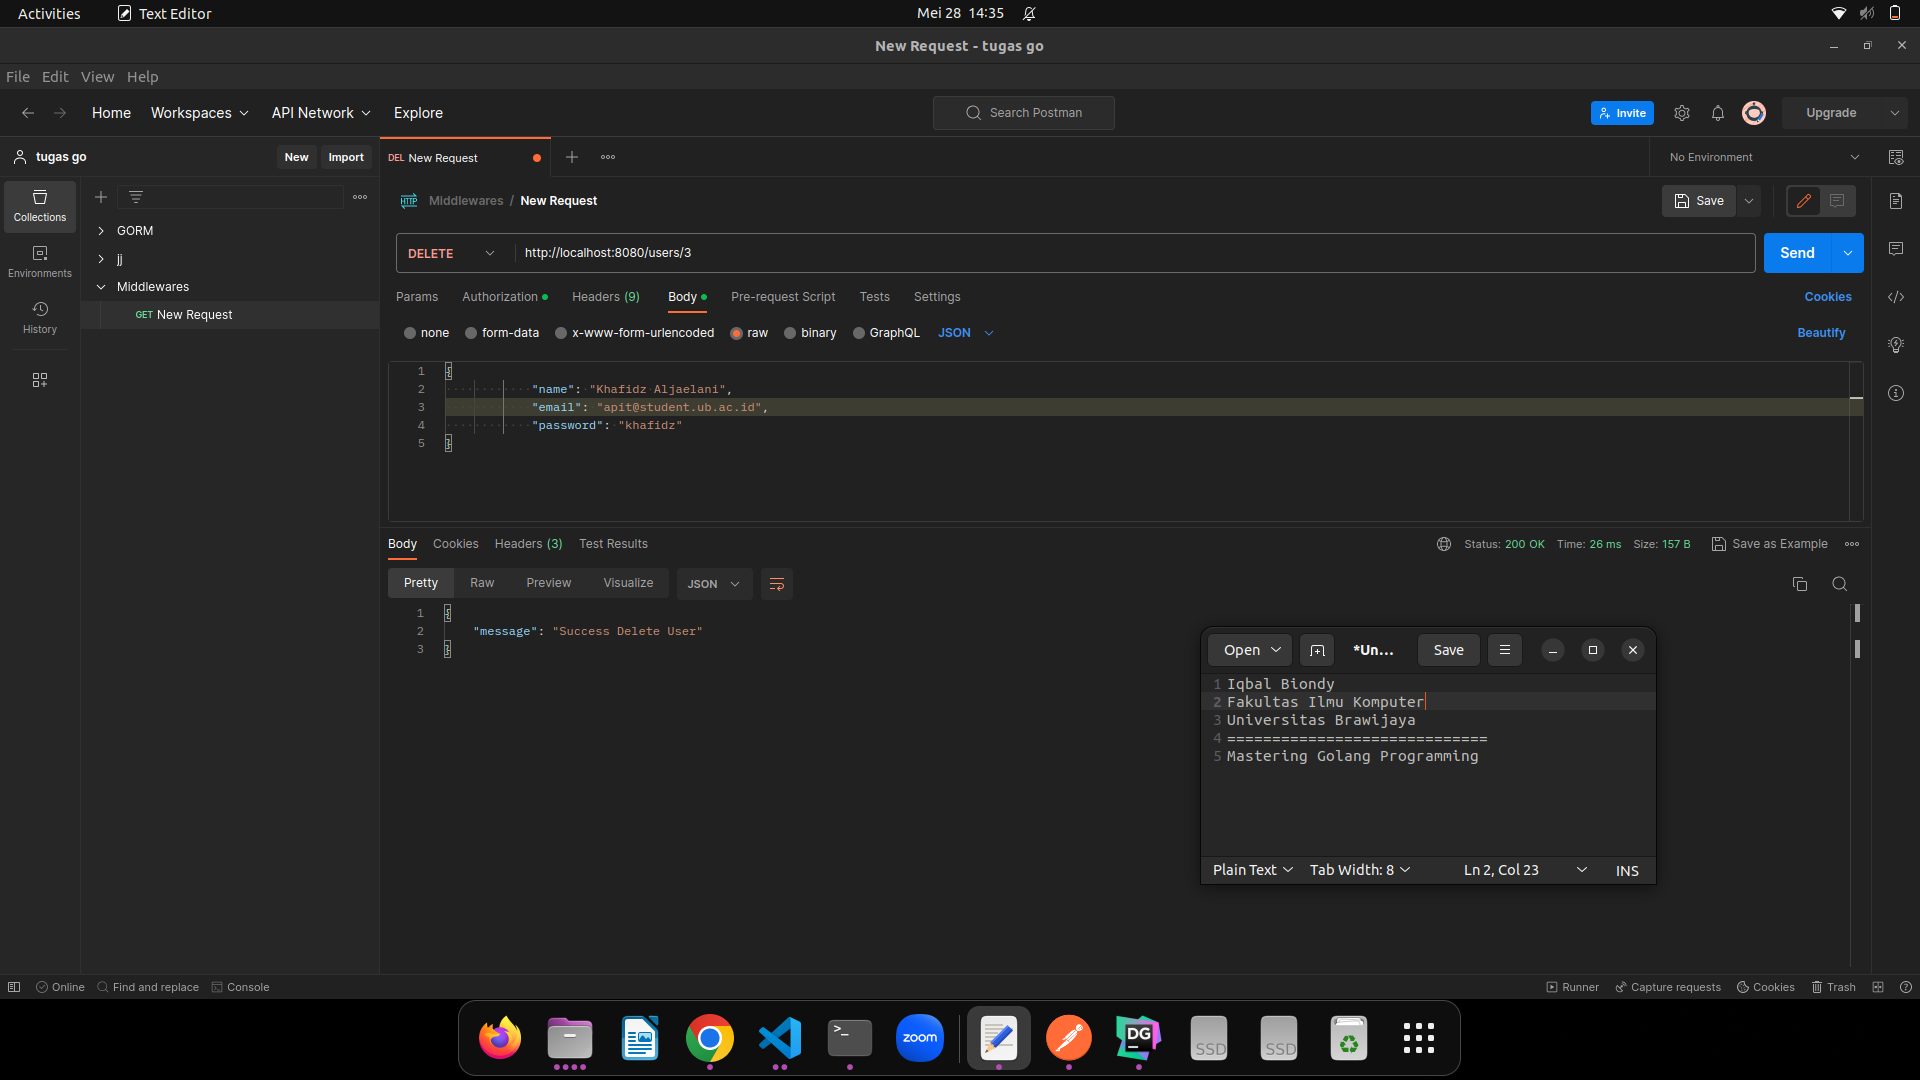 Activities Text Editor Mei 28 14:35
New Request - tugas go
File Edit View Help
Home Workspaces API Network Explore Search Postman Invite Upgrade
tugas go New Import DEL New Request No Environment
Collections
Environments
History
GORM
jj
Middlewares
GET New Request
HTTP Middlewares / New Request Save
DELETE http://localhost:8080/users/3 Send
Params Authorization Headers (9) Body Pre-request Script Tests Settings Cookies
none form-data x-www-form-urlencoded raw binary GraphQL JSON Beautify
1 {
2 "name": "Khafidz Aljaelani",
3 "email": "apit@student.ub.ac.id",
4 "password": "khafidz"
5 }
Body Cookies Headers (3) Test Results Status: 200 OK Time: 26 ms Size: 157 B Save as Example
Pretty Raw Preview Visualize JSON
1 {
2 "message": "Success Delete User"
3 }
Open *Un... Save
1 Iqbal Biondy
2 Fakultas Ilmu Komputer
3 Universitas Brawijaya
4 =============================
5 Mastering Golang Programming
Plain Text Tab Width: 8 Ln 2, Col 23 INS
Online Find and replace Console Runner Capture requests Cookies Trash
>_ zoom DG SSD SSD